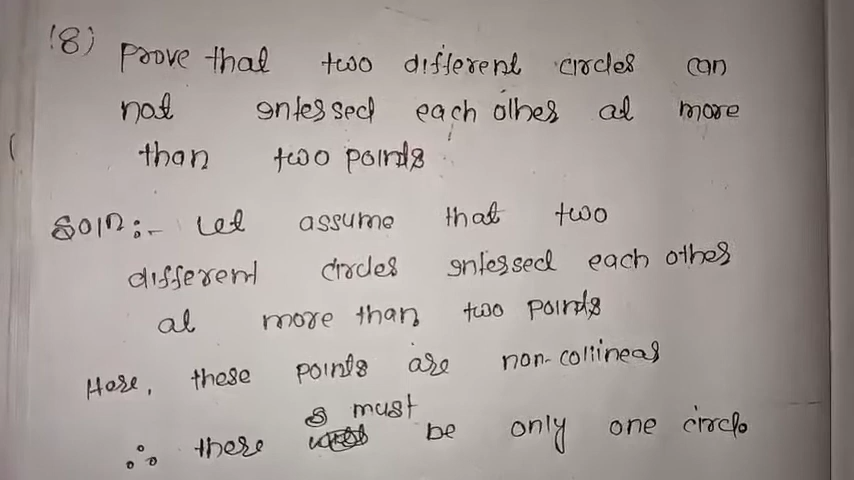 18) Prove that two different circles can
not intersect each other at more
than two points
Soln:- Let assume that two
different circles intersect each other
at more than two points
Here, these points are non-collinear
must
∴ there be only one circle